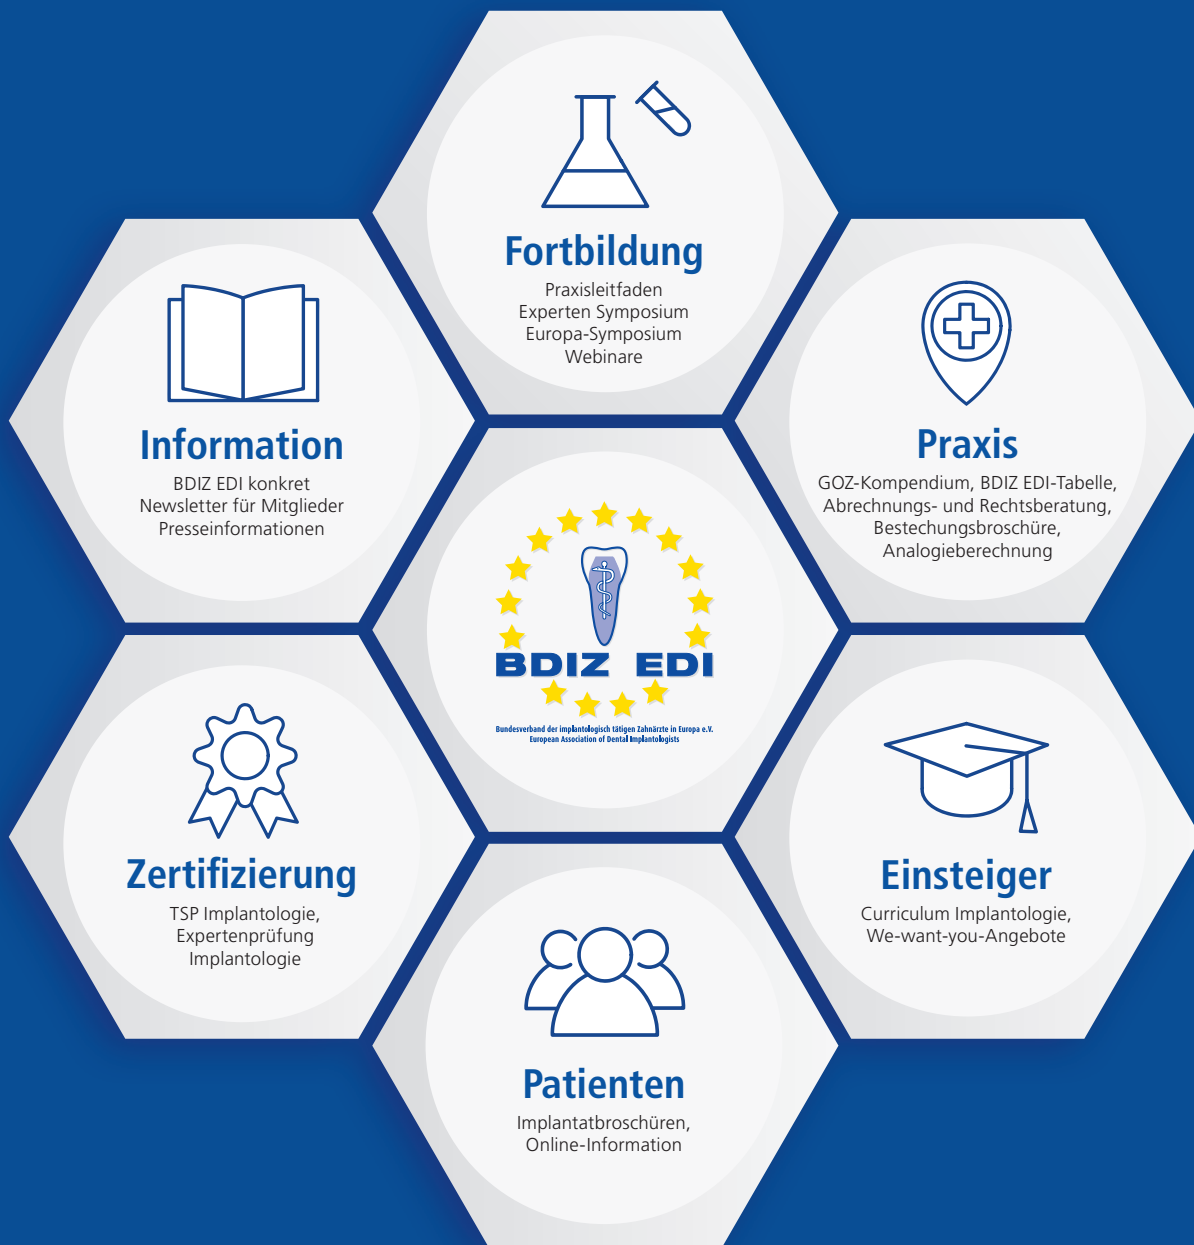 Fortbildung
Praxisleitfaden
Experten Symposium
Europa-Symposium
Webinare
Information
BDIZ EDI konkret
Newsletter für Mitglieder
Presseinformationen
Praxis
GOZ-Kompendium, BDIZ EDI-Tabelle,
Abrechnungs- und Rechtsberatung,
Bestechungsbroschüre,
Analogieberechnung
BDIZ EDI
Bundesverband der implantologisch tätigen Zahnärzte in Europa e.V.
European Association of Dental Implantologists
Zertifizierung
TSP Implantologie,
Expertenprüfung
Implantologie
Einsteiger
Curriculum Implantologie,
We-want-you-Angebote
Patienten
Implantatbroschüren,
Online-Information